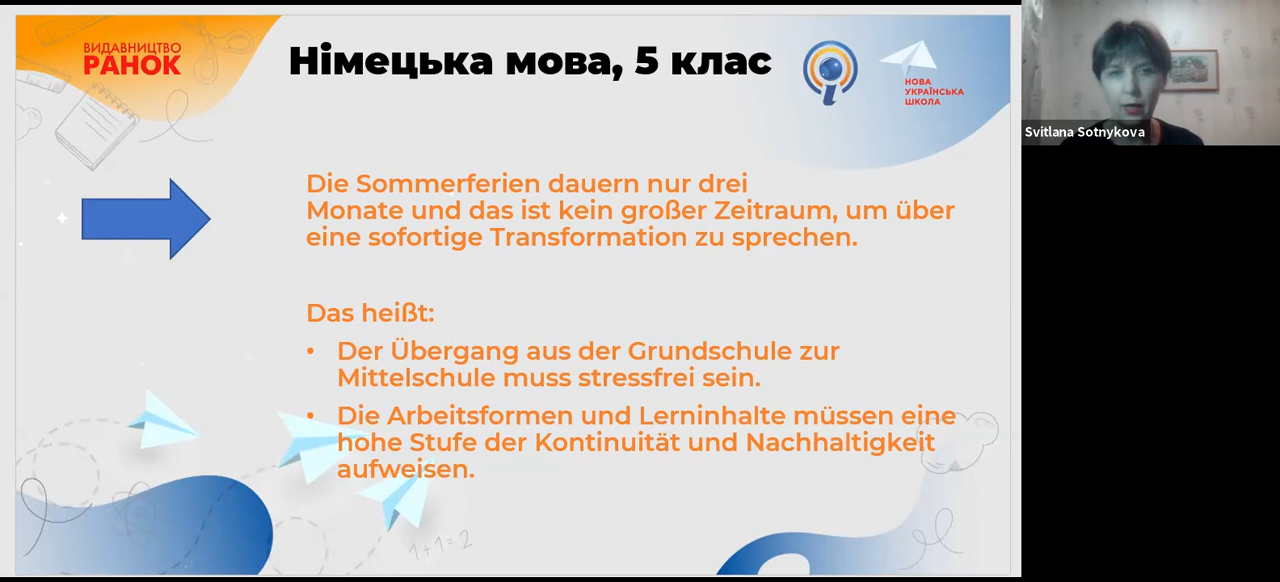 ВИДАВНИЦТВО
РАНОК
Німецька мова, 5 клас
НОВА
УКРАЇНСЬКА
ШКОЛА
Svitlana Sotnykova
Die Sommerferien dauern nur drei
Monate und das ist kein großer Zeitraum, um über
eine sofortige Transformation zu sprechen.
Das heißt:
• Der Übergang aus der Grundschule zur
Mittelschule muss stressfrei sein.
• Die Arbeitsformen und Lerninhalte müssen eine
hohe Stufe der Kontinuität und Nachhaltigkeit
aufweisen.
1+1=2